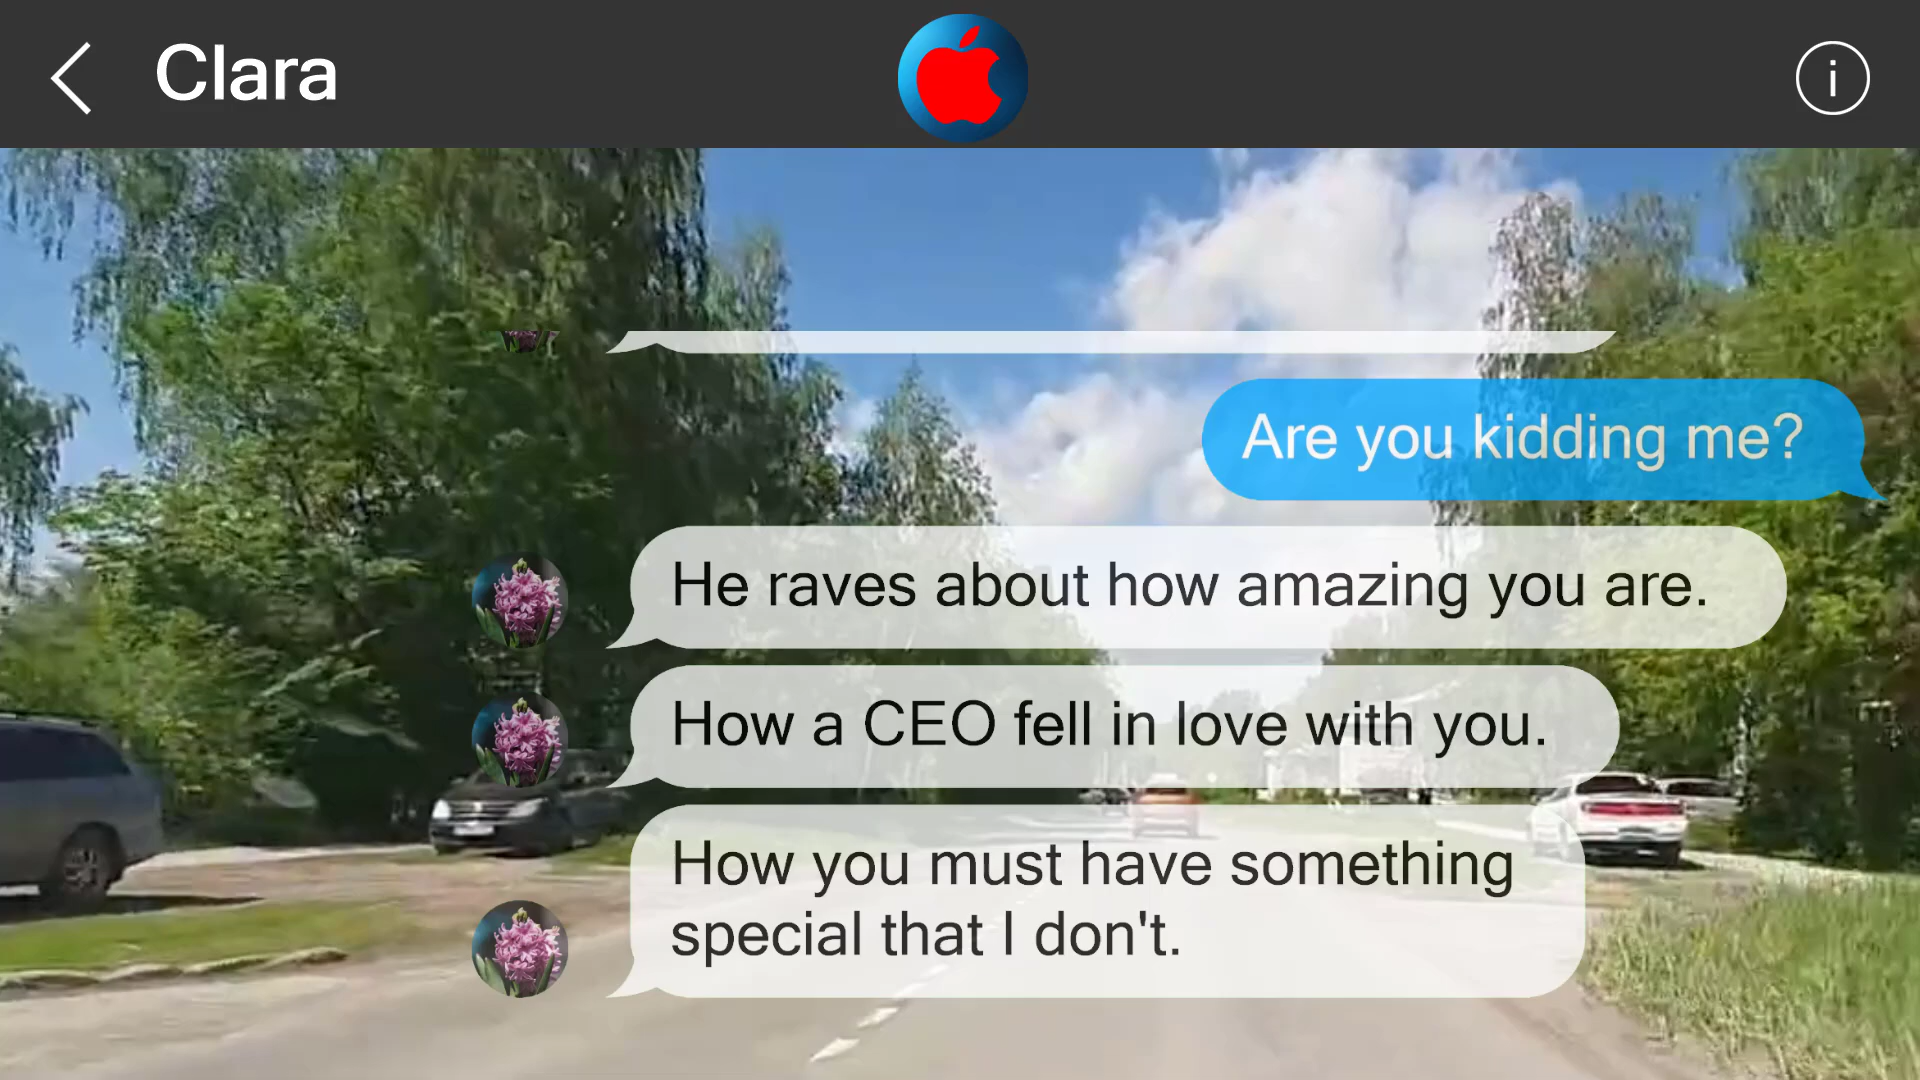 Clara
i
Are you kidding me?
He raves about how amazing you are.
How a CEO fell in love with you.
How you must have something
special that I don't.